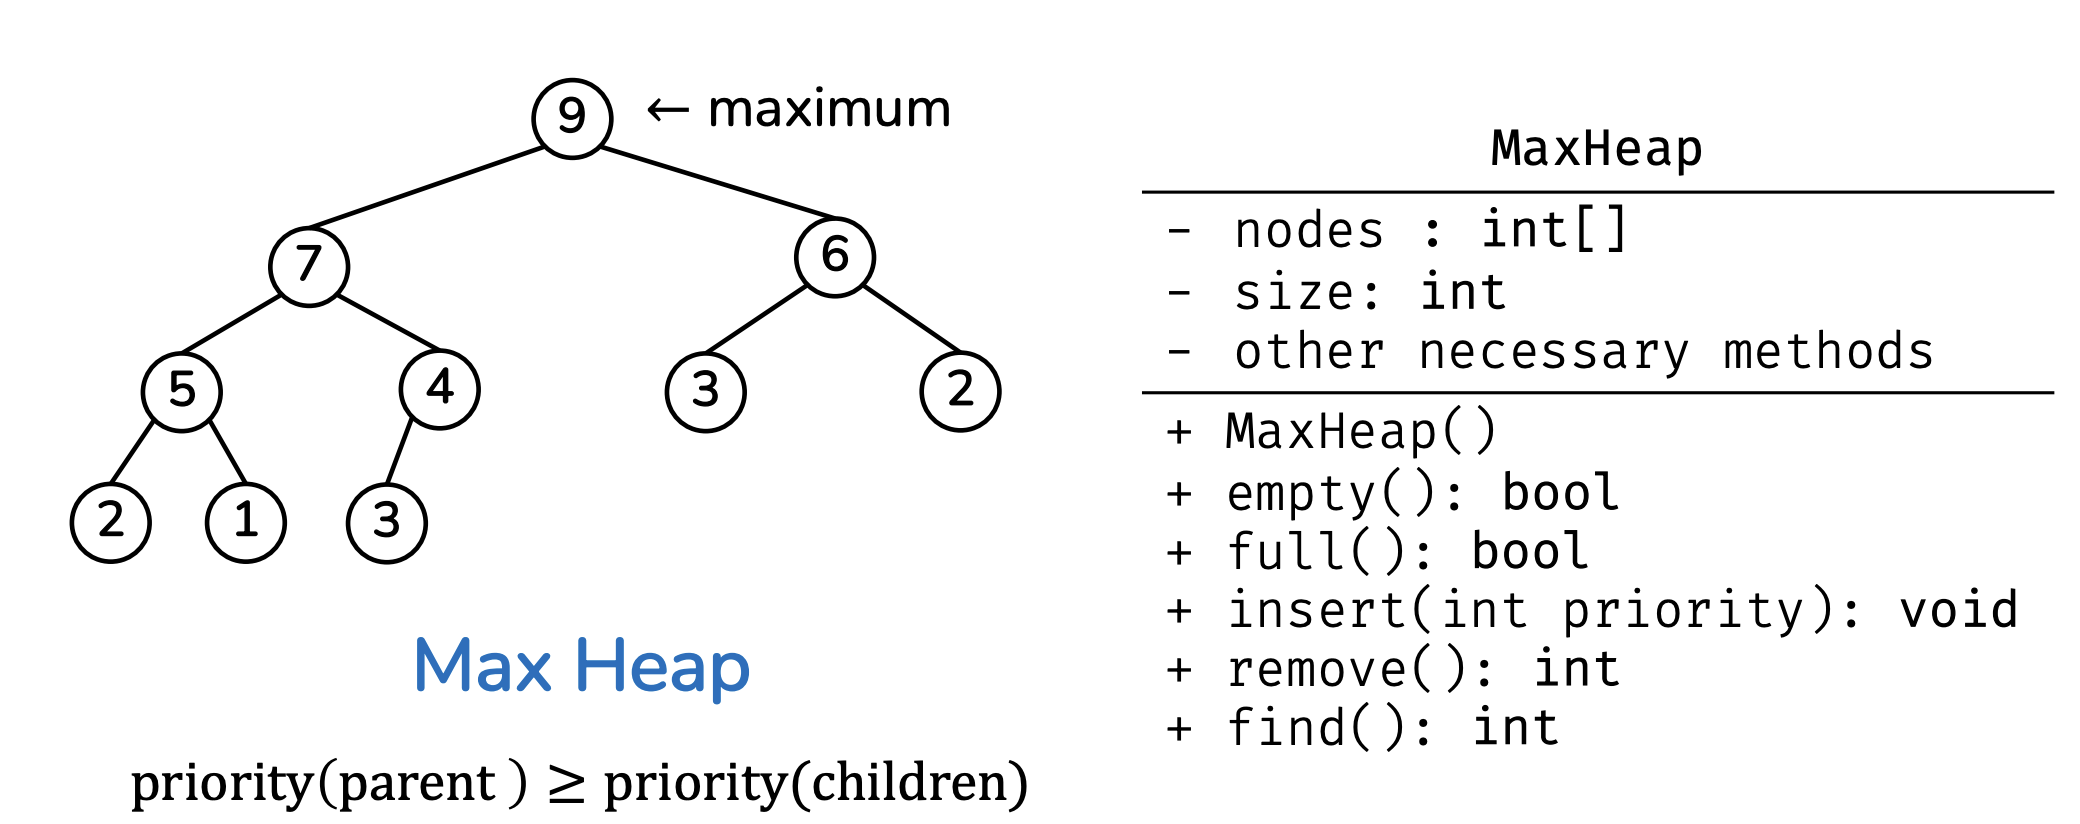 9 ← maximum
7 6
5 4 3 2
2 1 3
Max Heap
priority(parent ) ≥ priority(children)
MaxHeap
- nodes : int[]
- size: int
- other necessary methods
+ MaxHeap()
+ empty(): bool
+ full(): bool
+ insert(int priority): void
+ remove(): int
+ find(): int